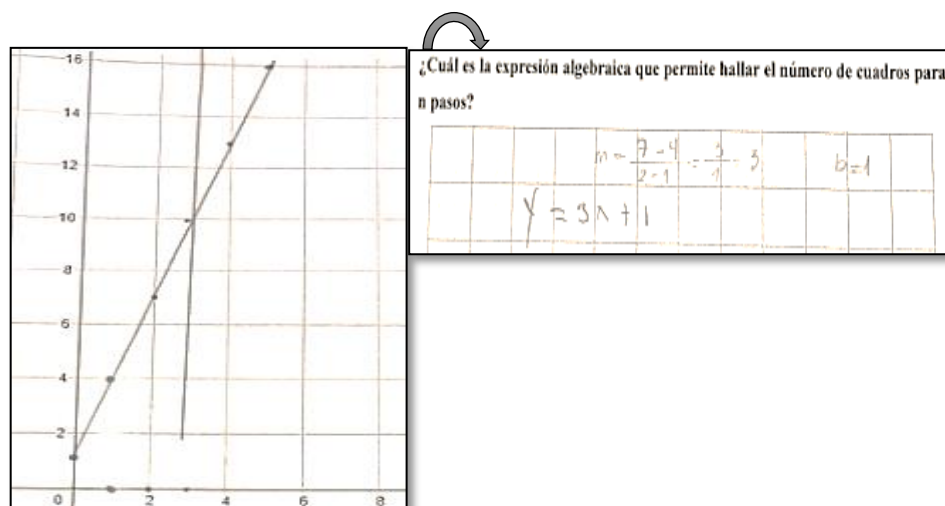 16
14
12
10
8
6
4
2
0 2 4 6 8
¿Cuál es la expresión algebraica que permite hallar el número de cuadros para
n pasos?
m = 7-4 / 2-1 = 3/1 = 3 b=1
y = 3n + 1